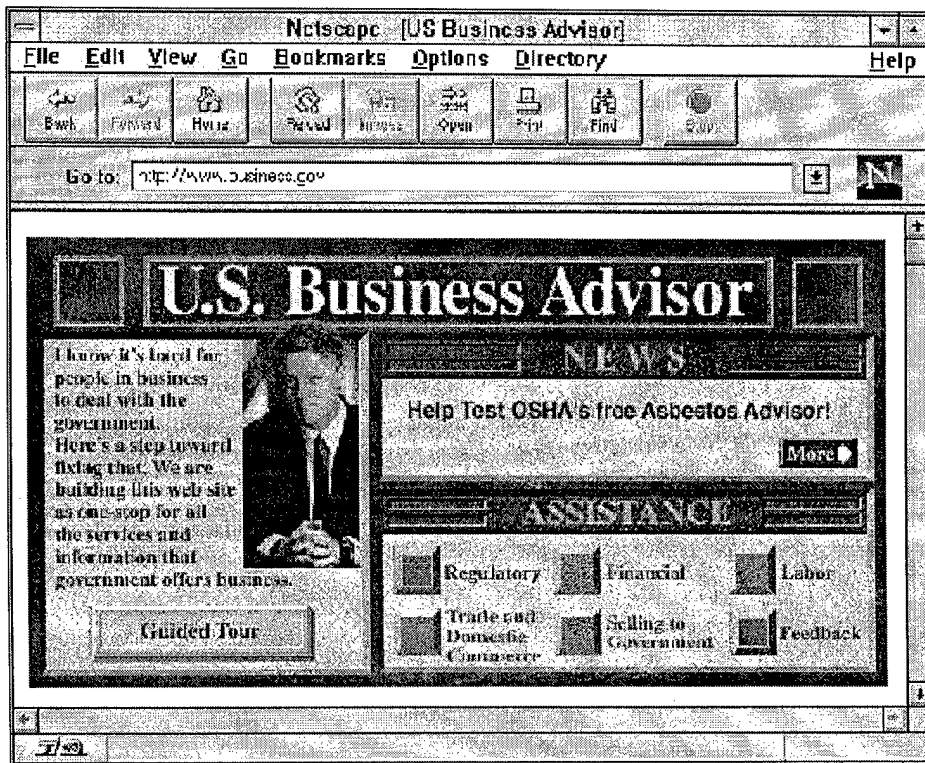 Netscape - [US Business Advisor]
File Edit View Go Bookmarks Options Directory Help
Back Forward Home Reload Images Open Print Find Stop
Go to: http://www.business.gov
N
U.S. Business Advisor
I know it's hard for
people in business
to deal with the
government.
Here's a step toward
fixing that. We are
building this web site
as one-stop for all
the services and
information that
government offers business.
Guided Tour
NEWS
Help Test OSHA's free Asbestos Advisor!
More
ASSISTANCE
Regulatory Financial Labor
Trade and
Domestic
Commerce
Selling to
Government
Feedback